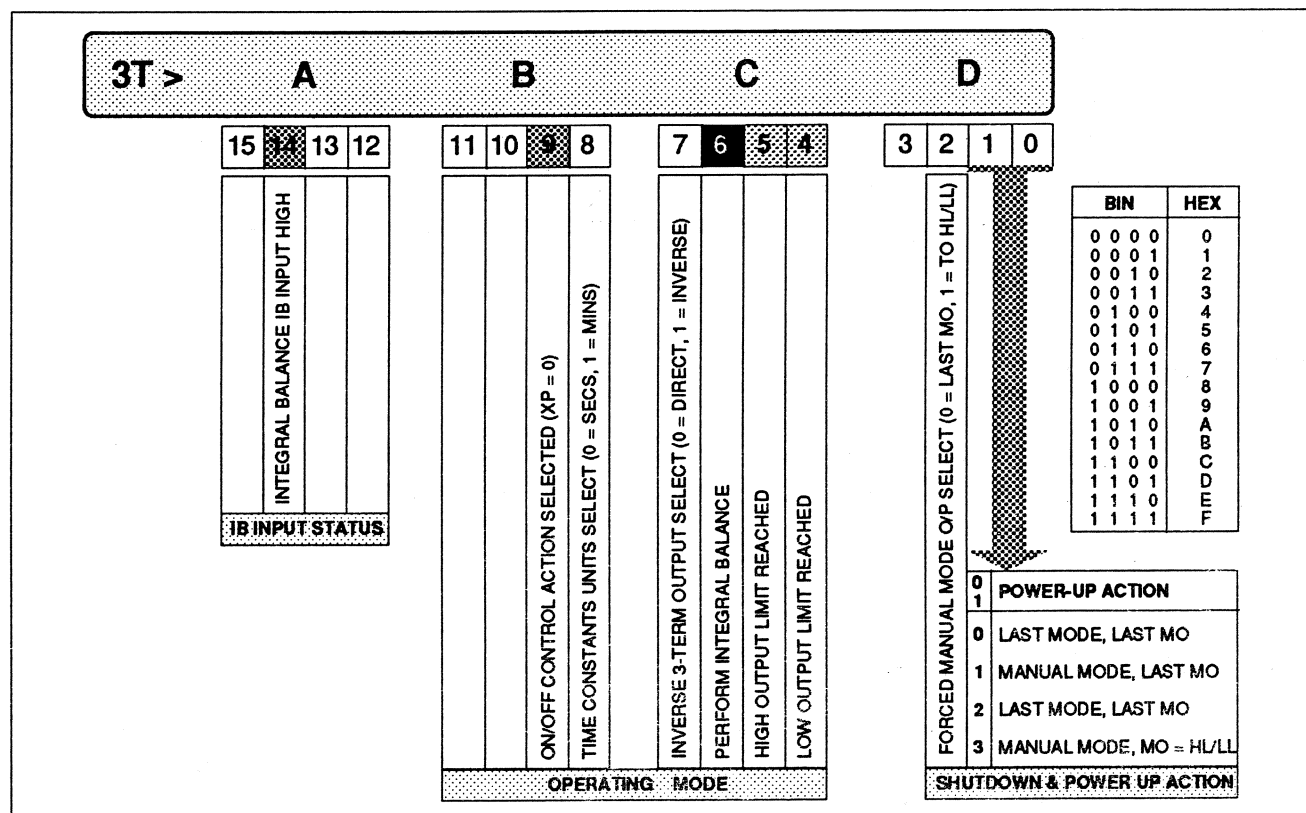 3T > A B C D
15 14 13 12 11 10 9 8 7 6 5 4 3 2 1 0
INTEGRAL BALANCE IB INPUT HIGH
IB INPUT STATUS
ON/OFF CONTROL ACTION SELECTED (XP = 0)
TIME CONSTANTS UNITS SELECT (0 = SECS, 1 = MINS)
INVERSE 3-TERM OUTPUT SELECT (0 = DIRECT, 1 = INVERSE)
PERFORM INTEGRAL BALANCE
HIGH OUTPUT LIMIT REACHED
LOW OUTPUT LIMIT REACHED
OPERATING MODE
FORCED MANUAL MODE O/P SELECT (0 = LAST MO, 1 = TO HL/LL)
BIN HEX
0 0 0 0 0
0 0 0 1 1
0 0 1 0 2
0 0 1 1 3
0 1 0 0 4
0 1 0 1 5
0 1 1 0 6
0 1 1 1 7
1 0 0 0 8
1 0 0 1 9
1 0 1 0 A
1 0 1 1 B
1 1 0 0 C
1 1 0 1 D
1 1 1 0 E
1 1 1 1 F
0
1 POWER-UP ACTION
0 LAST MODE, LAST MO
1 MANUAL MODE, LAST MO
2 LAST MODE, LAST MO
3 MANUAL MODE, MO = HL/LL
SHUTDOWN & POWER UP ACTION